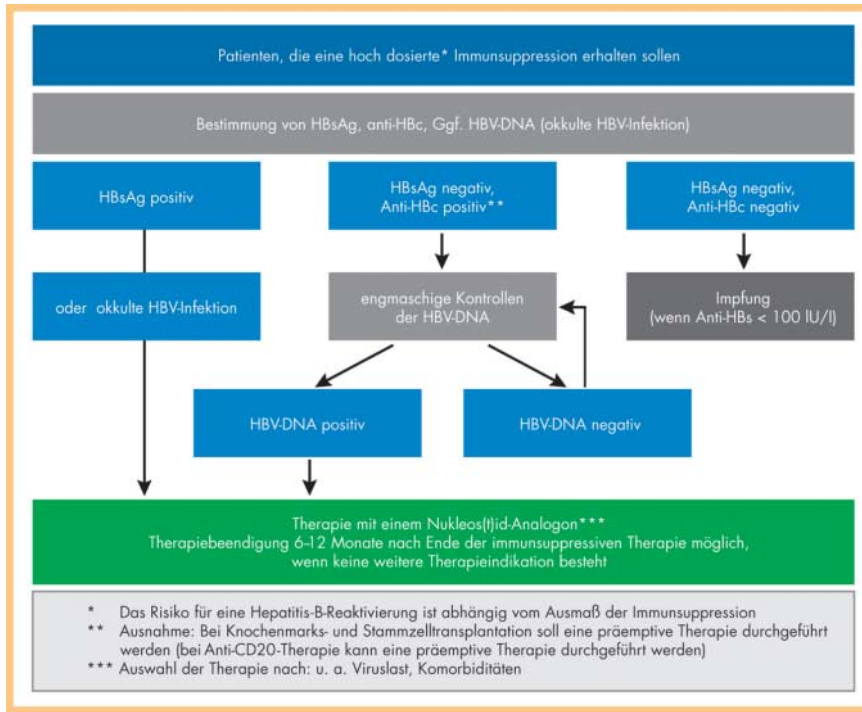 Patienten, die eine hoch dosierte* Immunsuppression erhalten sollen
Bestimmung von HBsAg, anti-HBc, Ggf. HBV-DNA (okkulte HBV-Infektion)
HBsAg positiv
HBsAg negativ,
Anti-HBc positiv**
HBsAg negativ,
Anti-HBc negativ
oder okkulte HBV-Infektion
engmaschige Kontrollen
der HBV-DNA
Impfung
(wenn Anti-HBs < 100 IU/l)
HBV-DNA positiv
HBV-DNA negativ
Therapie mit einem Nukleos(t)id-Analogon***
Therapiebeendigung 6–12 Monate nach Ende der immunsuppressiven Therapie möglich,
wenn keine weitere Therapieindikation besteht
* Das Risiko für eine Hepatitis-B-Reaktivierung ist abhängig vom Ausmaß der Immunsuppression
** Ausnahme: Bei Knochenmarks- und Stammzelltransplantation soll eine präemptive Therapie durchgeführt
werden (bei Anti-CD20-Therapie kann eine präemptive Therapie durchgeführt werden)
*** Auswahl der Therapie nach: u. a. Viruslast, Komorbiditäten